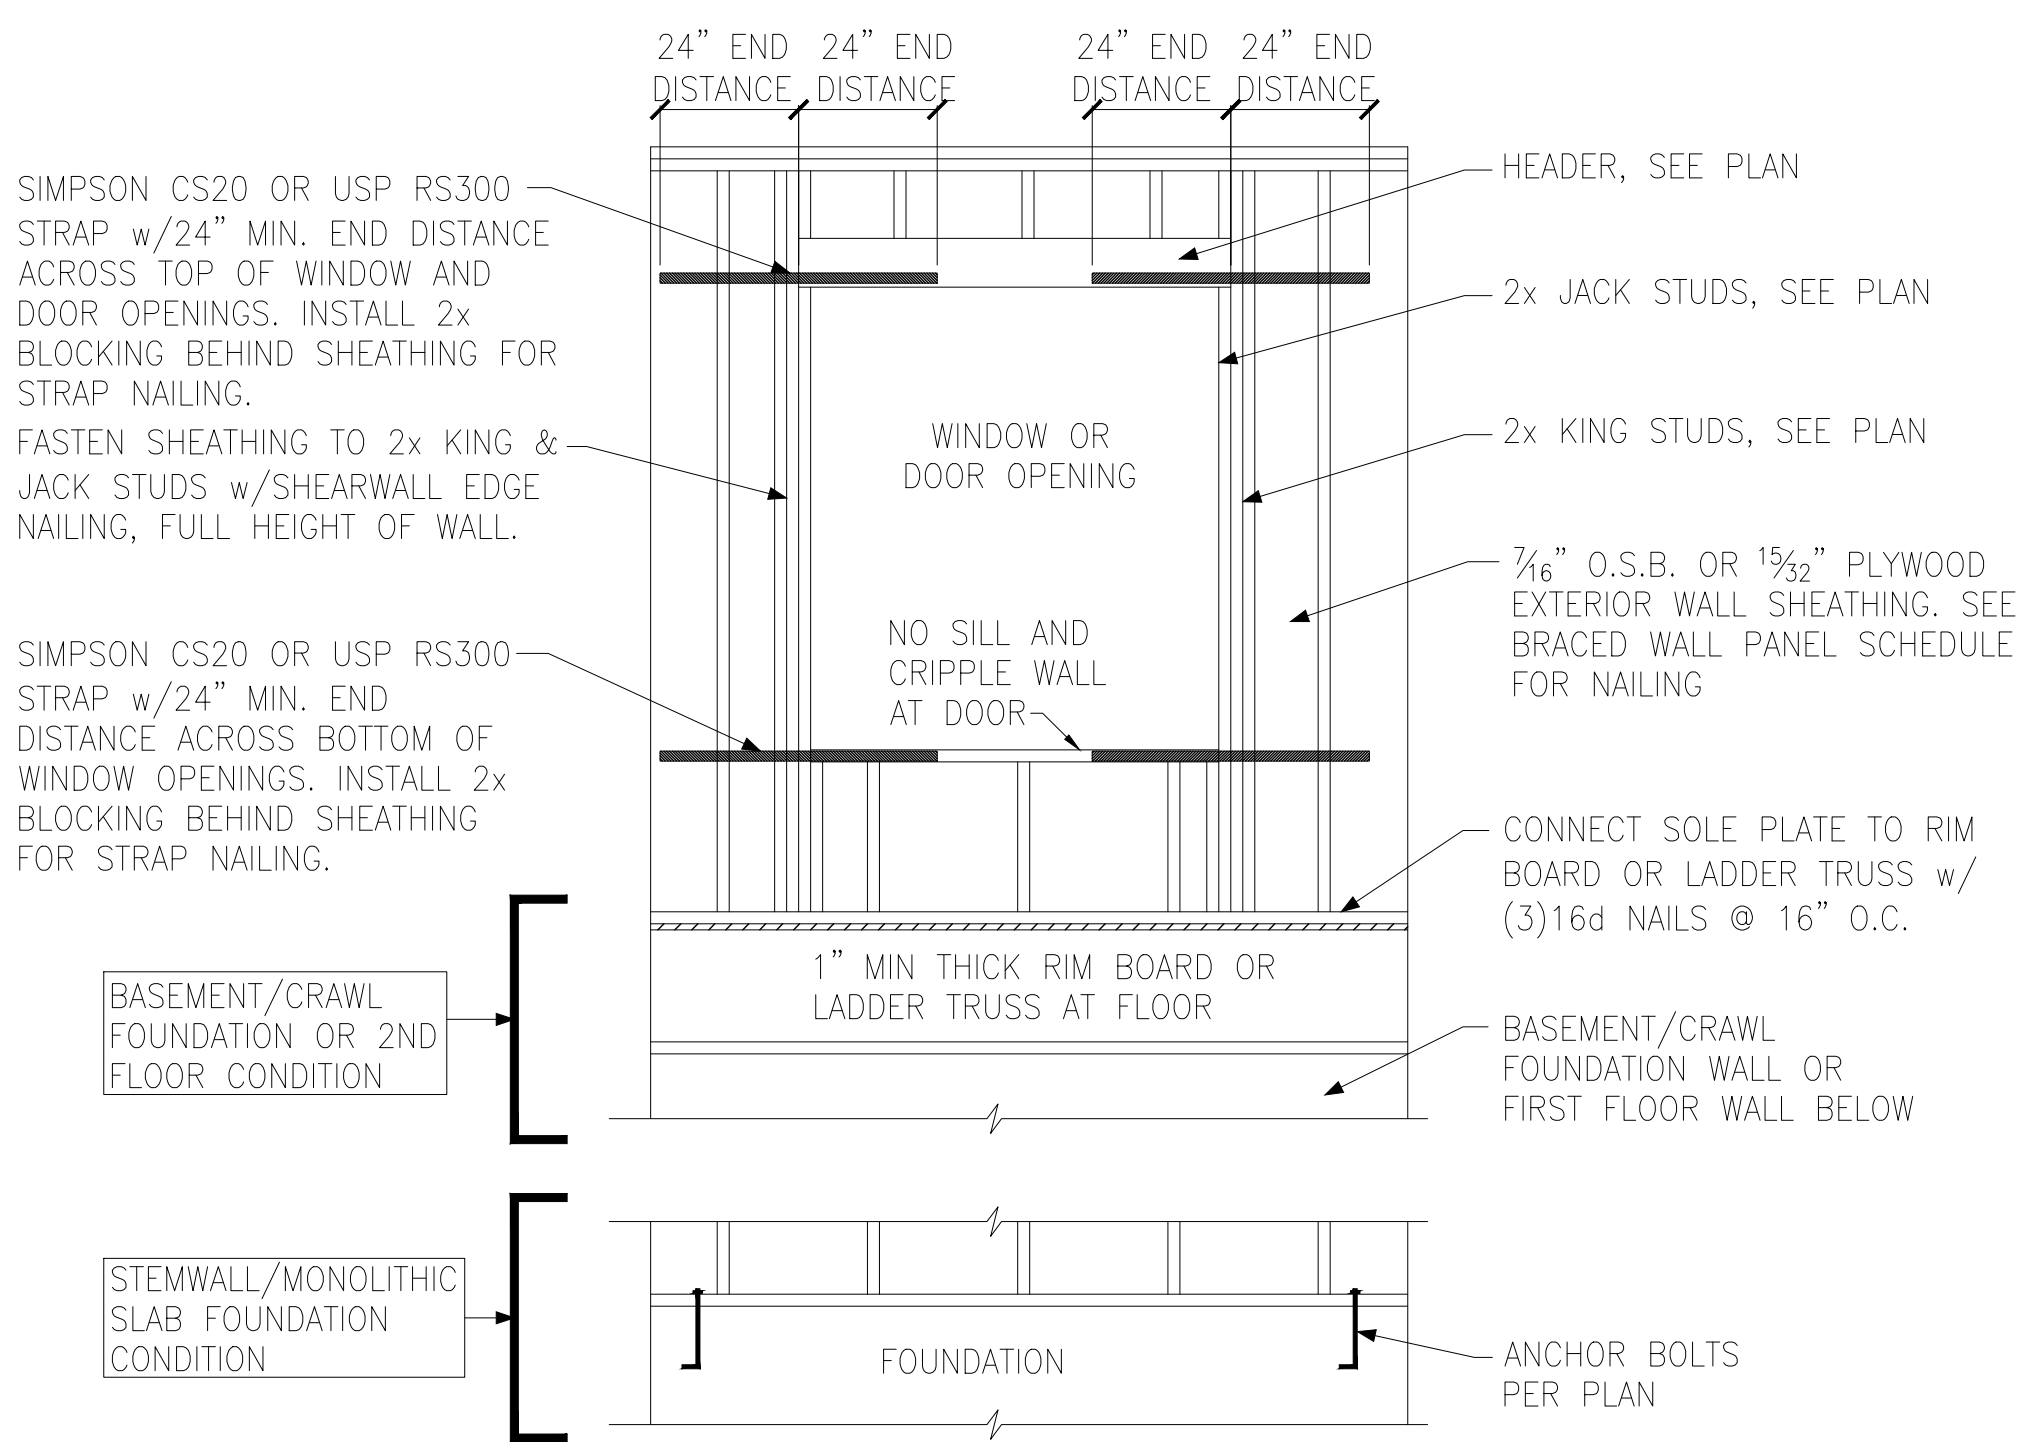 24” END
DISTANCE
24” END
DISTANCE
24” END
DISTANCE
24” END
DISTANCE
SIMPSON CS20 OR USP RS300
STRAP w/24” MIN. END DISTANCE
ACROSS TOP OF WINDOW AND
DOOR OPENINGS. INSTALL 2x
BLOCKING BEHIND SHEATHING FOR
STRAP NAILING.
FASTEN SHEATHING TO 2x KING &
JACK STUDS w/SHEARWALL EDGE
NAILING, FULL HEIGHT OF WALL.
SIMPSON CS20 OR USP RS300
STRAP w/24” MIN. END
DISTANCE ACROSS BOTTOM OF
WINDOW OPENINGS. INSTALL 2x
BLOCKING BEHIND SHEATHING
FOR STRAP NAILING.
WINDOW OR
DOOR OPENING
NO SILL AND
CRIPPLE WALL
AT DOOR
HEADER, SEE PLAN
2x JACK STUDS, SEE PLAN
2x KING STUDS, SEE PLAN
7/16” O.S.B. OR 15/32” PLYWOOD
EXTERIOR WALL SHEATHING. SEE
BRACED WALL PANEL SCHEDULE
FOR NAILING
CONNECT SOLE PLATE TO RIM
BOARD OR LADDER TRUSS w/
(3)16d NAILS @ 16” O.C.
1” MIN THICK RIM BOARD OR
LADDER TRUSS AT FLOOR
BASEMENT/CRAWL
FOUNDATION OR 2ND
FLOOR CONDITION
BASEMENT/CRAWL
FOUNDATION WALL OR
FIRST FLOOR WALL BELOW
STEMWALL/MONOLITHIC
SLAB FOUNDATION
CONDITION
FOUNDATION
ANCHOR BOLTS
PER PLAN